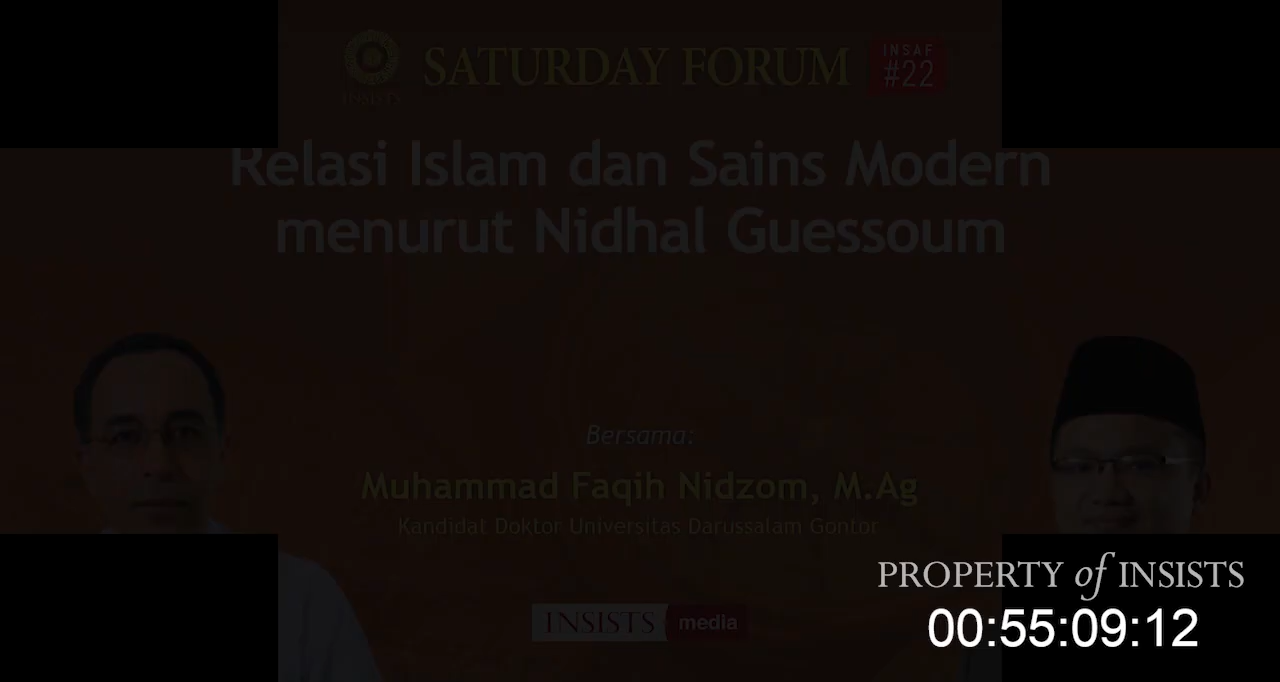 INSISTS
SATURDAY FORUM
INSAF
#22
Relasi Islam dan Sains Modern
menurut Nidhal Guessoum
Bersama:
Muhammad Faqih Nidzom, M.Ag
Kandidat Doktor Universitas Darussalam Gontor
INSISTS media
PROPERTY of INSISTS
00:55:09:12